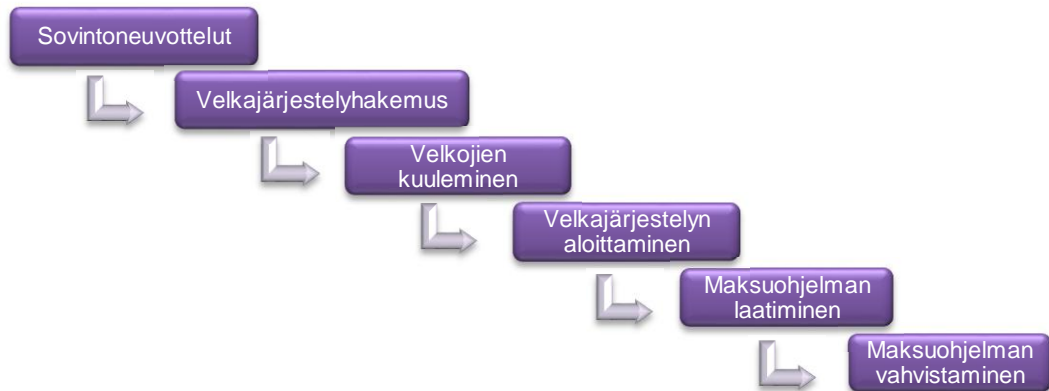 Sovintoneuvottelut
Velkajärjestelyhakemus
Velkojien
kuuleminen
Velkajärjestelyn
aloittaminen
Maksuohjelman
laatiminen
Maksuohjelman
vahvistaminen